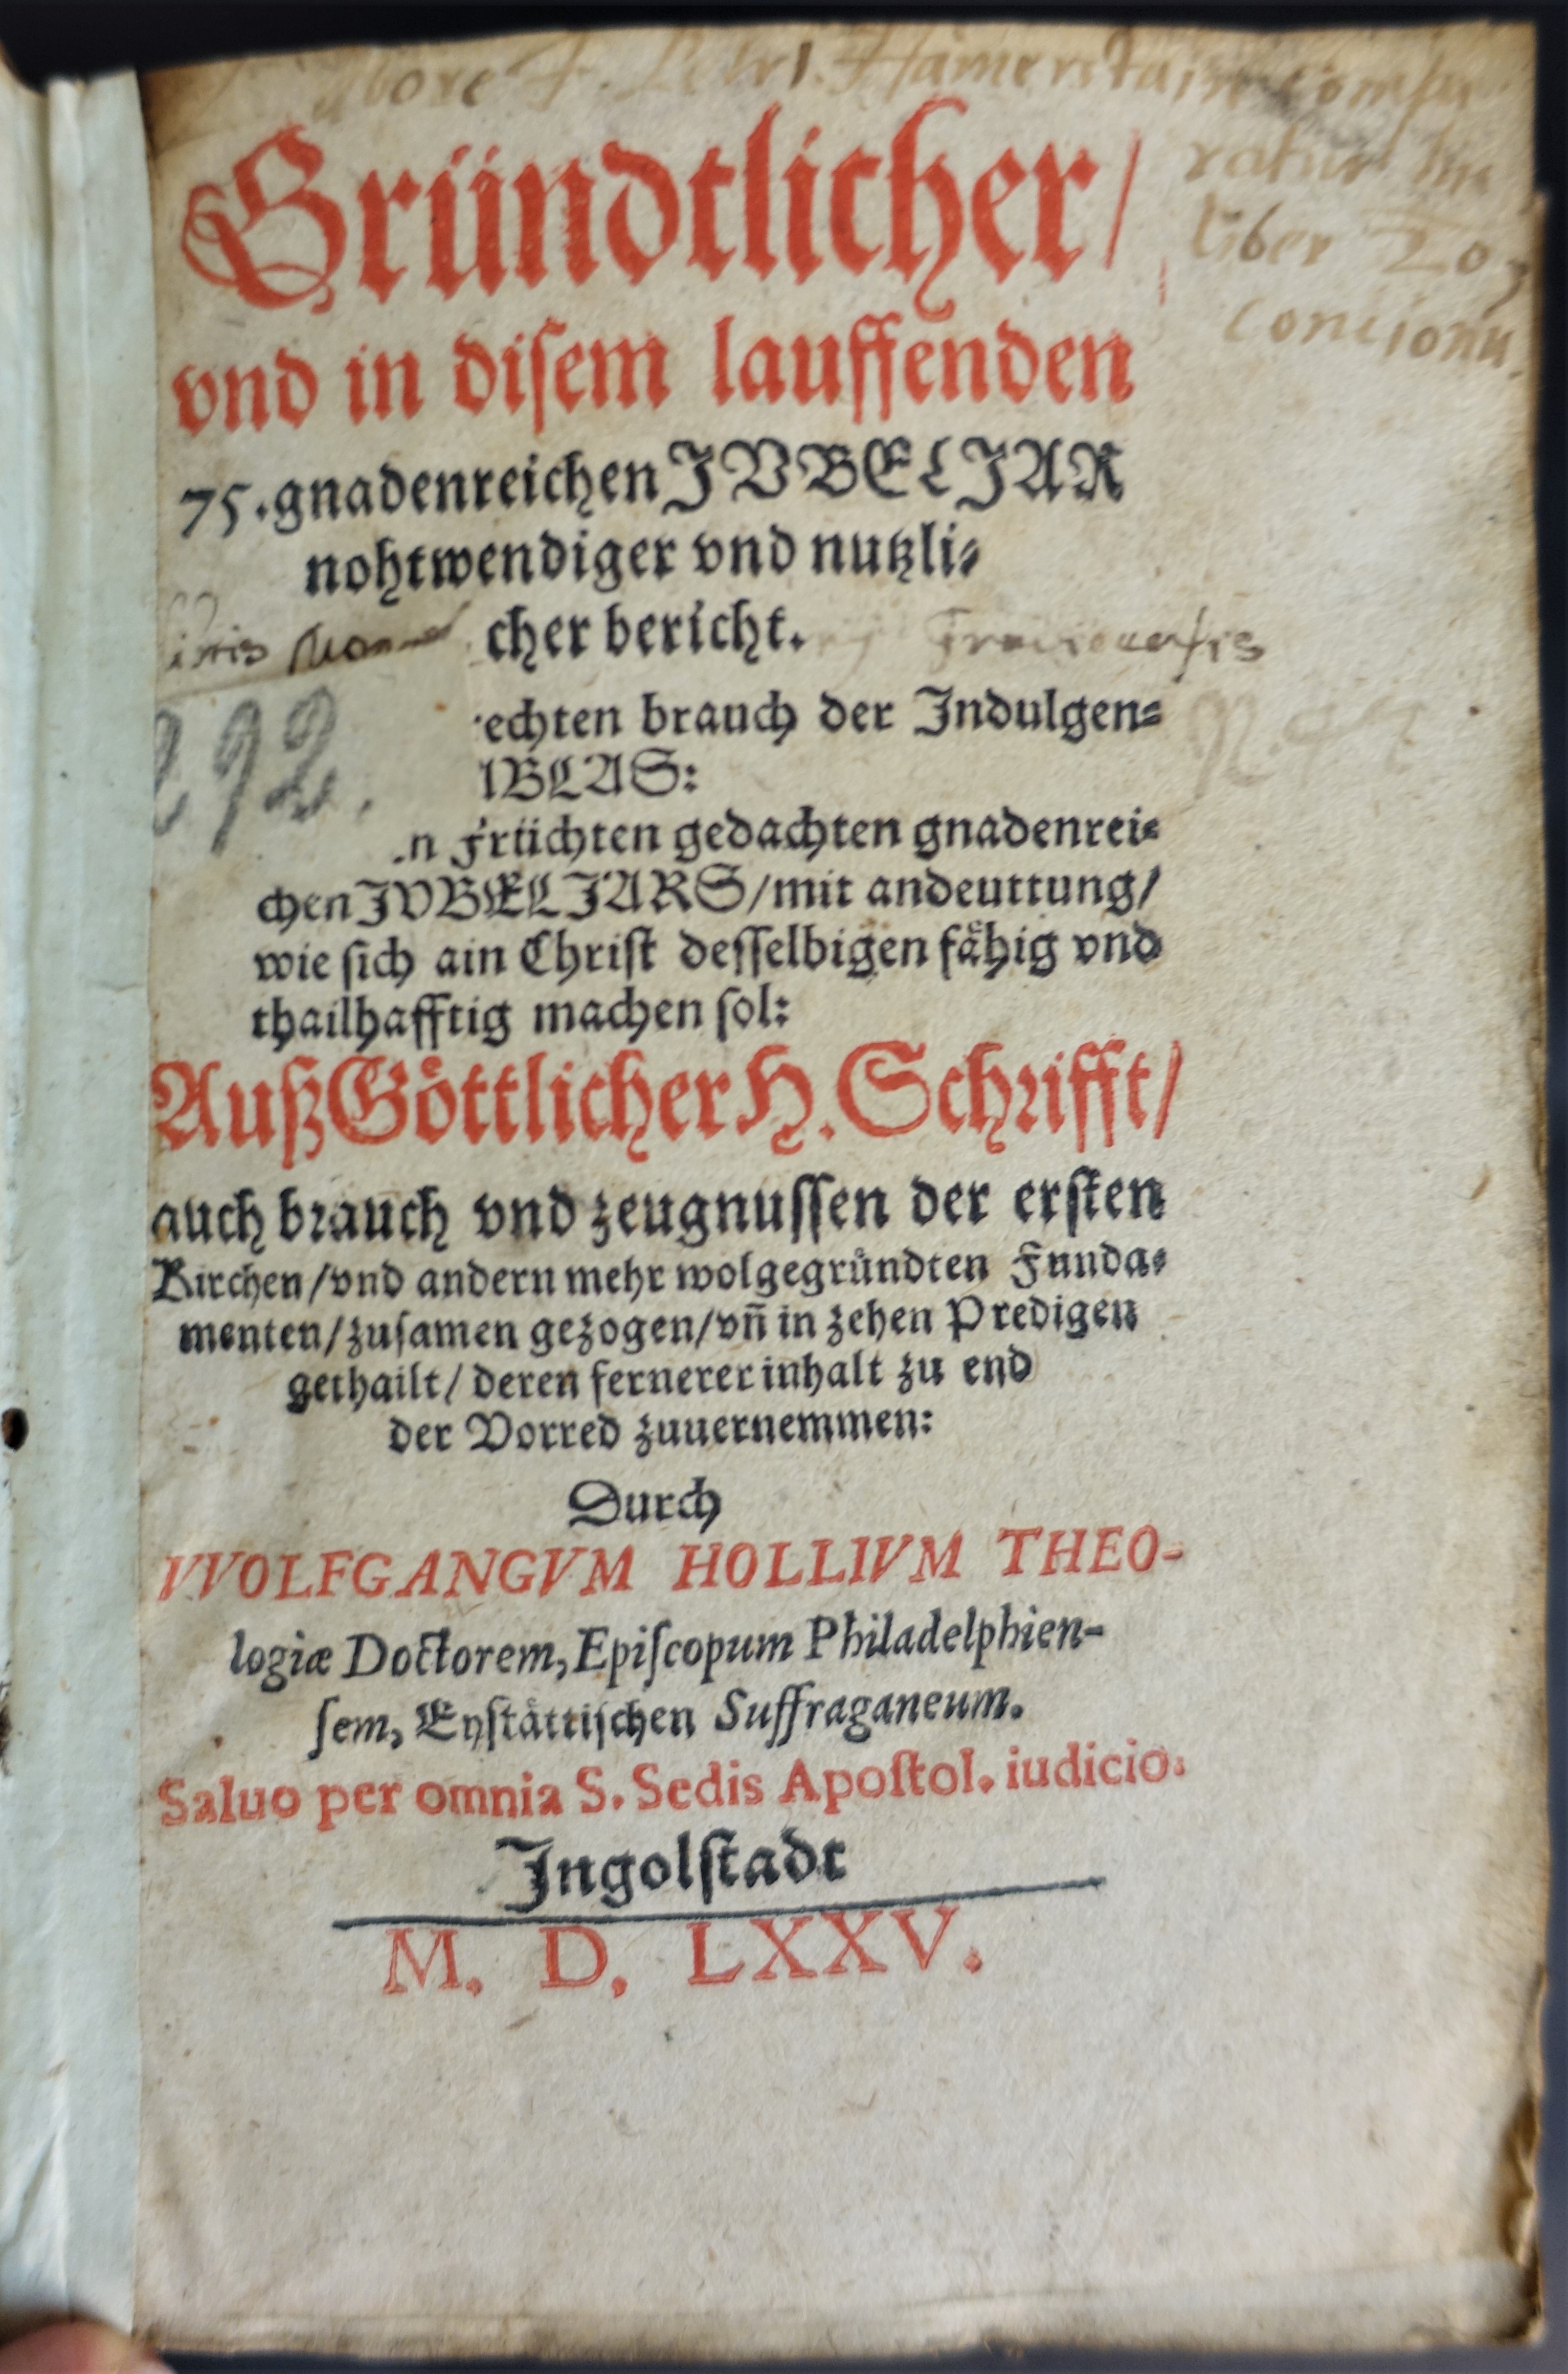 Gründtlicher/
vnd in disem lauffenden
75. gnadenreichen JVBELJAR
nohtwendiger vnd nutzli-
cher bericht.
292.
echten brauch der Indulgen-
BLAS:
n früchten gedachten gnadenrei-
chen JVBELJARS/mit andeuttung/
wie sich ain Christ desselbigen fähig vnd
thailhafftig machen sol:
Auß Göttlicher H. Schrifft/
auch brauch vnd zeugnussen der ersten
Kirchen/vnd andern mehr wolgegründten Funda-
menten/zusamen gezogen/vñ in zehen Predigen
gethailt/ deren fernerer inhalt zu end
der Vorred zuuernemmen:
Durch
VVOLFGANGVM HOLLIVM THEO-
logiæ Doctorem, Episcopum Philadelphien-
sem, Eystättischen Suffraganeum.
Saluo per omnia S. Sedis Apostol. iudicio.
Ingolstadt
M. D. LXXV.